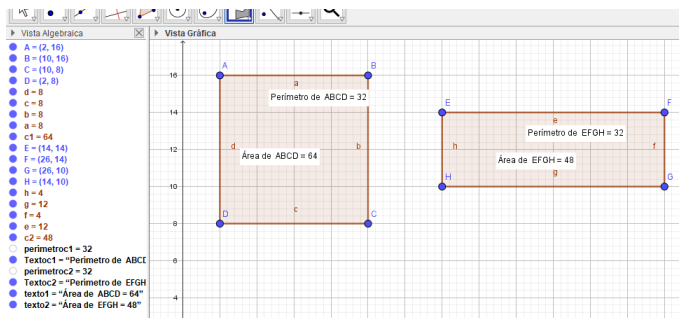 Vista Algebraica
A = (2, 16)
B = (10, 16)
C = (10, 8)
D = (2, 8)
d = 8
c = 8
b = 8
a = 8
c1 = 64
E = (14, 14)
F = (26, 14)
G = (26, 10)
H = (14, 10)
h = 4
g = 12
f = 4
e = 12
c2 = 48
perimetroc1 = 32
Textoc1 = “Perímetro de ABCD
perimetroc2 = 32
Textoc2 = “Perímetro de EFGH
texto1 = “Área de ABCD = 64”
texto2 = “Área de EFGH = 48”
Vista Gráfica
A
B
16
a
Perímetro de ABCD = 32
E
F
14
e
Perímetro de EFGH = 32
12
d
b
h
f
Área de ABCD = 64
Área de EFGH = 48
g
H
G
10
c
D
C
8
6
4